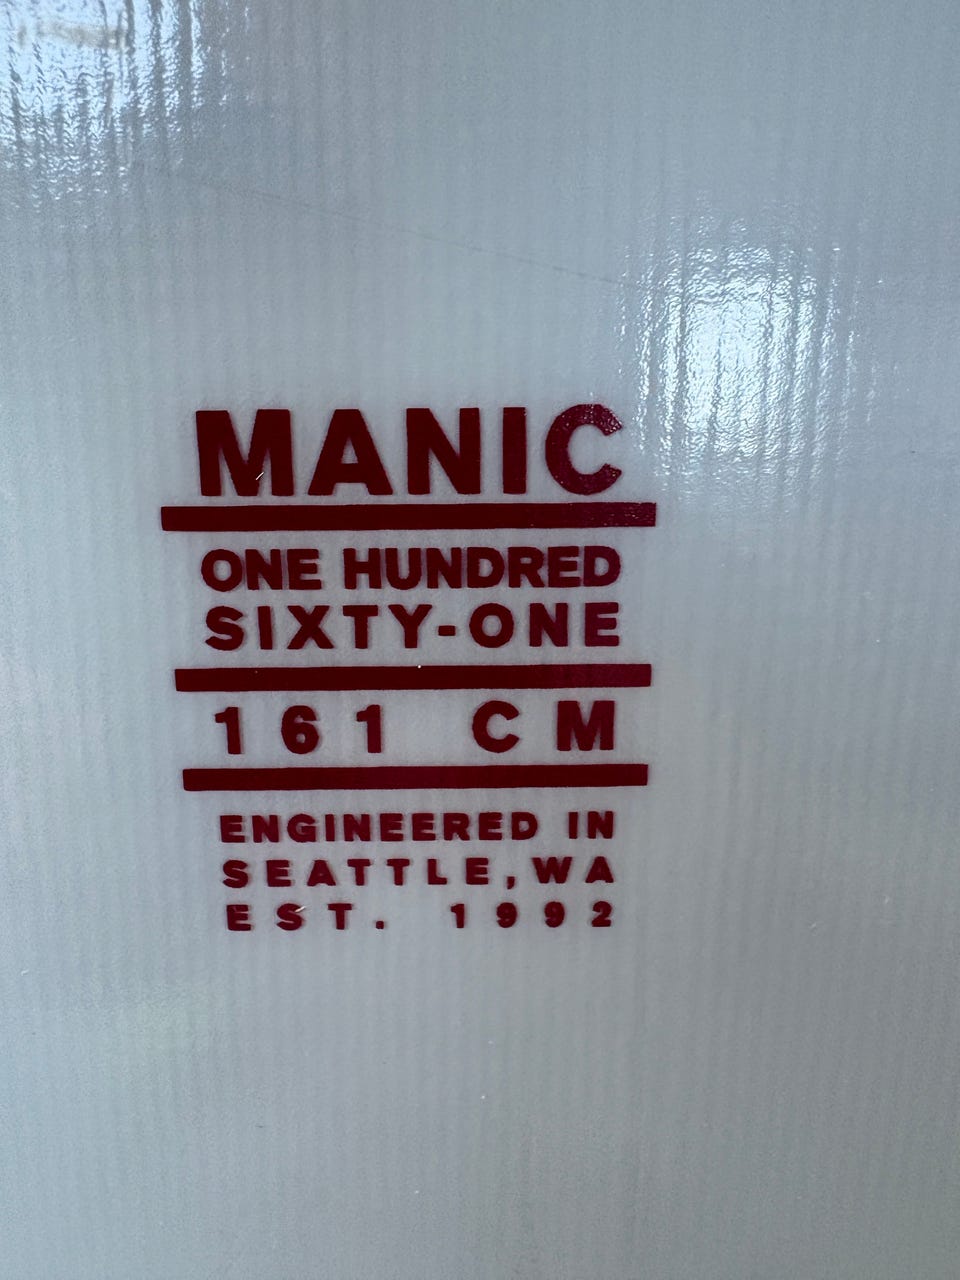 MANIC
ONE HUNDRED
SIXTY-ONE
161 CM
ENGINEERED IN
SEATTLE, WA
EST. 1992